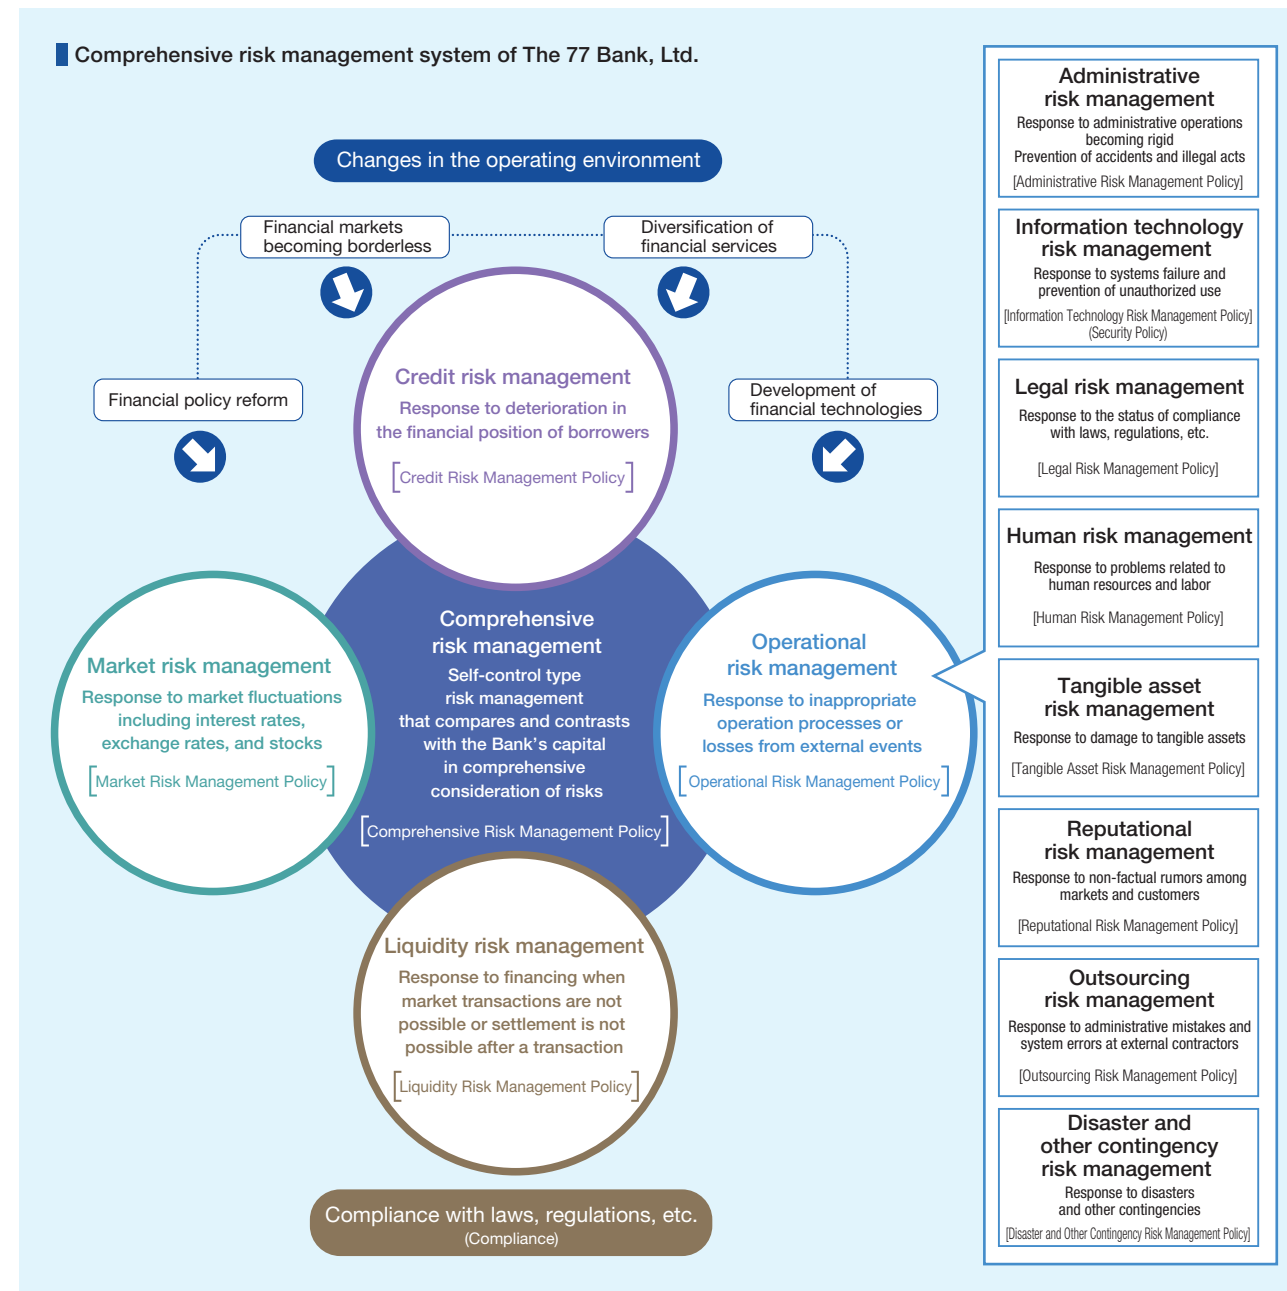 Comprehensive risk management system of The 77 Bank, Ltd.
Changes in the operating environment
Financial markets
becoming borderless
Diversification of
financial services
Financial policy reform
Development of
financial technologies
Credit risk management
Response to deterioration in
the financial position of borrowers
[Credit Risk Management Policy]
Market risk management
Response to market fluctuations
including interest rates,
exchange rates, and stocks
[Market Risk Management Policy]
Comprehensive
risk management
Self-control type
risk management
that compares and contrasts
with the Bank's capital
in comprehensive
consideration of risks
[Comprehensive Risk Management Policy]
Operational
risk management
Response to inappropriate
operation processes or
losses from external events
[Operational Risk Management Policy]
Liquidity risk management
Response to financing when
market transactions are not
possible or settlement is not
possible after a transaction
[Liquidity Risk Management Policy]
Compliance with laws, regulations, etc.
(Compliance)
Administrative
risk management
Response to administrative operations
becoming rigid
Prevention of accidents and illegal acts
[Administrative Risk Management Policy]
Information technology
risk management
Response to systems failure and
prevention of unauthorized use
[Information Technology Risk Management Policy]
(Security Policy)
Legal risk management
Response to the status of compliance
with laws, regulations, etc.
[Legal Risk Management Policy]
Human risk management
Response to problems related to
human resources and labor
[Human Risk Management Policy]
Tangible asset
risk management
Response to damage to tangible assets
[Tangible Asset Risk Management Policy]
Reputational
risk management
Response to non-factual rumors among
markets and customers
[Reputational Risk Management Policy]
Outsourcing
risk management
Response to administrative mistakes and
system errors at external contractors
[Outsourcing Risk Management Policy]
Disaster and
other contingency
risk management
Response to disasters
and other contingencies
[Disaster and Other Contingency Risk Management Policy]